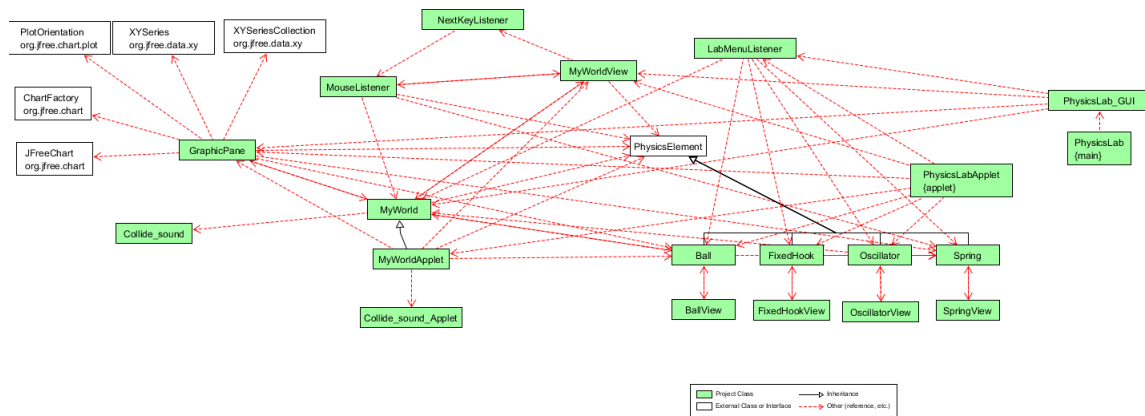 NextKeyListener
PlotOrientation
org.jfree.chart.plot
XYSeries
org.jfree.data.xy
XYSeriesCollection
org.jfree.data.xy
LabMenuListener
MyWorldView
MouseListener
ChartFactory
org.jfree.chart
PhysicsLab_GUI
JFreeChart
org.jfree.chart
GraphicPane
PhysicsElement
PhysicsLab
{main}
PhysicsLabApplet
{applet}
MyWorld
Collide_sound
MyWorldApplet
Ball
FixedHook
Oscillator
Spring
Collide_sound_Applet
BallView
FixedHookView
OscillatorView
SpringView
Project Class
Inheritance
External Class or Interface
Other (reference, etc.)